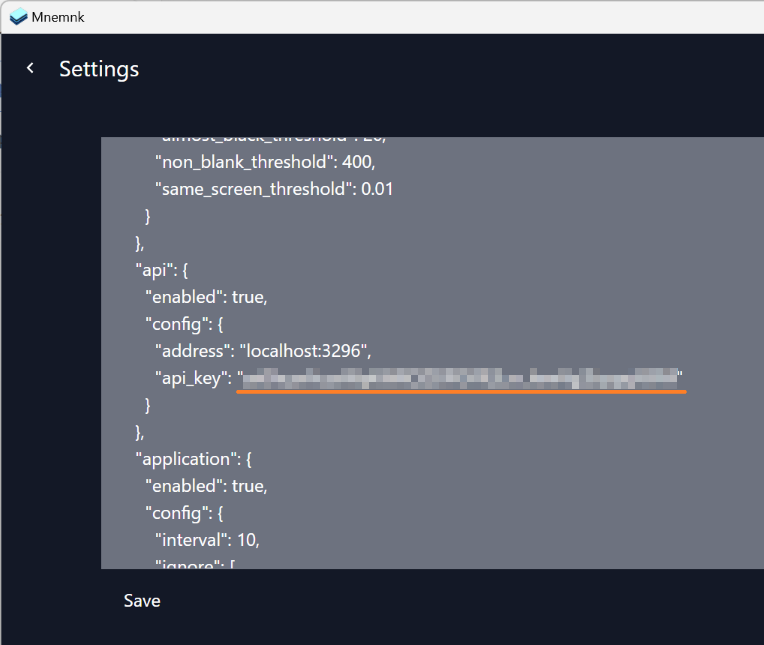 Mnemnk
Settings
"almost_black_threshold": 20,
"non_blank_threshold": 400,
"same_screen_threshold": 0.01
}
},
"api": {
"enabled": true,
"config": {
"address": "localhost:3296",
"api_key": "
"
}
},
"application": {
"enabled": true,
"config": {
"interval": 10,
"ignore": [
Save